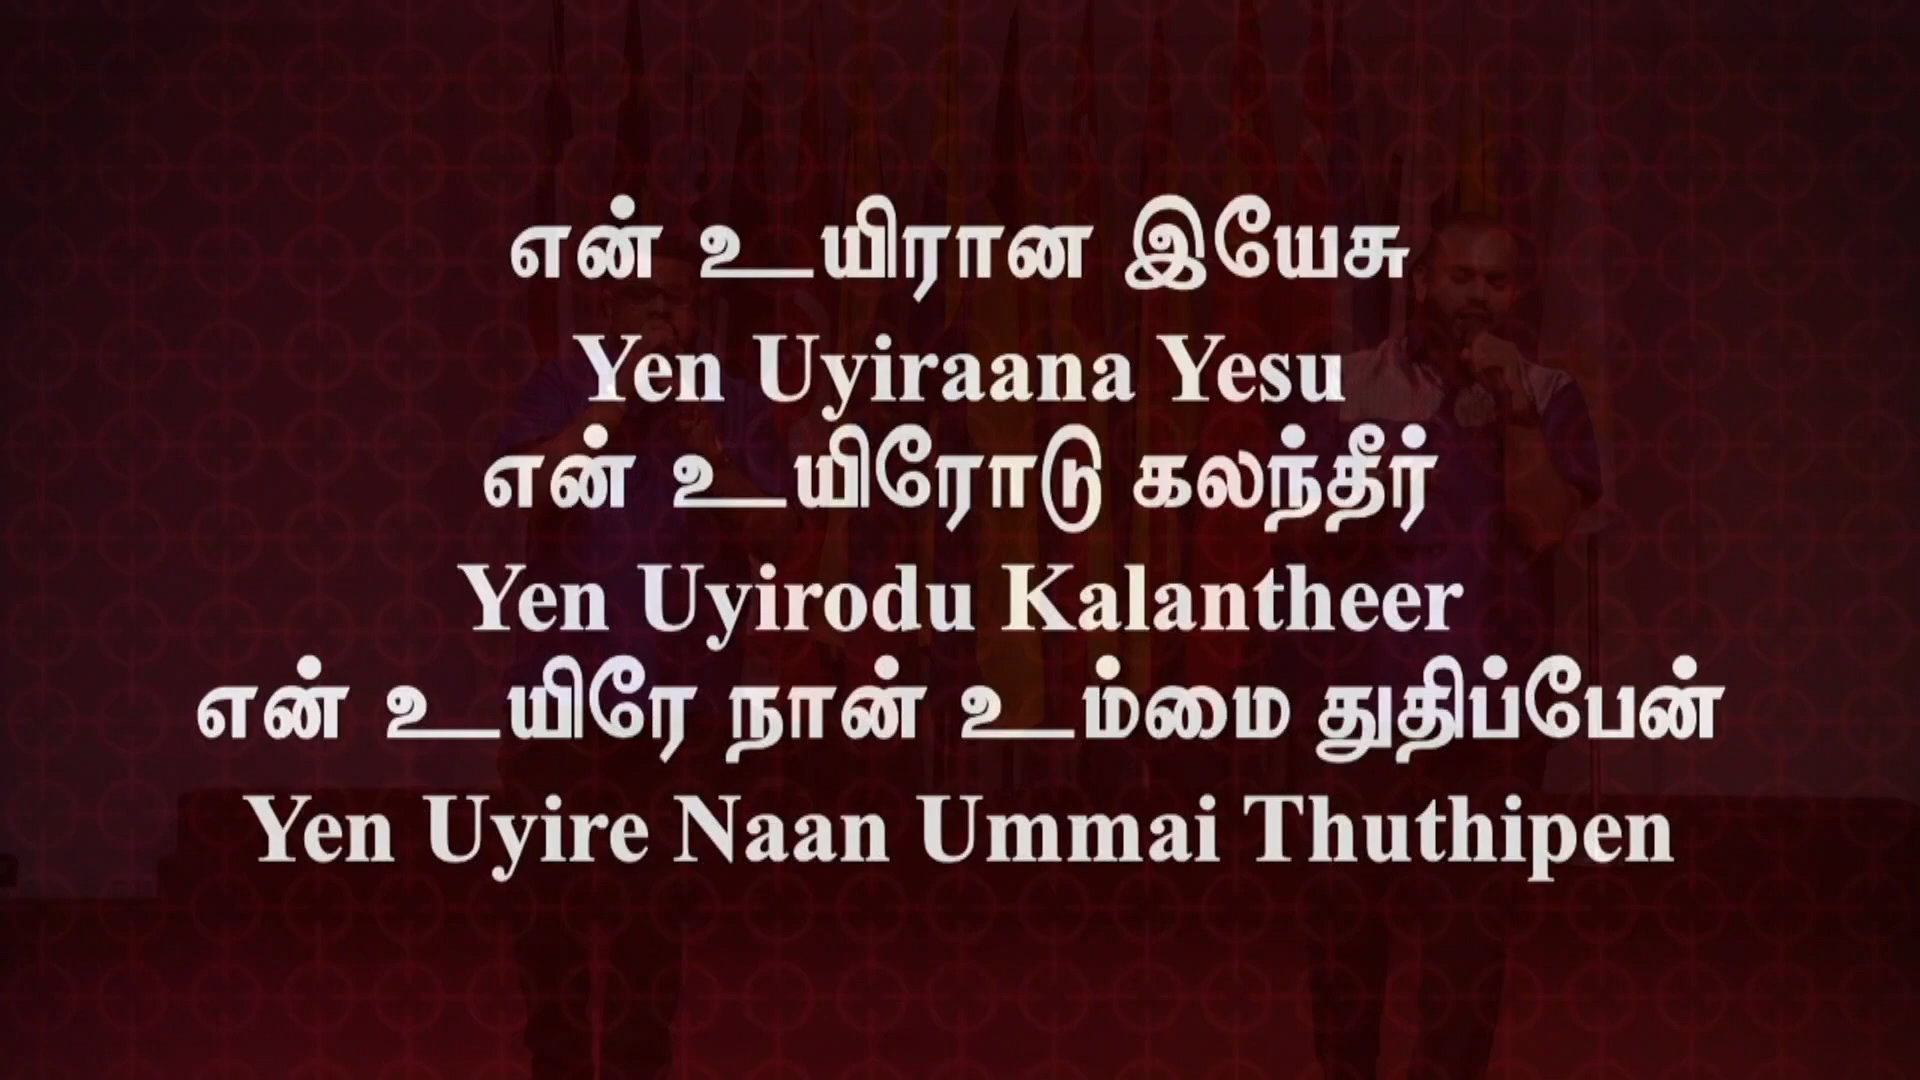 என் உயிரான இயேசு
Yen Uyiraana Yesu
என் உயிரோடு கலந்தீர்
Yen Uyirodu Kalantheer
என் உயிரே நான் உம்மை துதிப்பேன்
Yen Uyire Naan Ummai Thuthipen